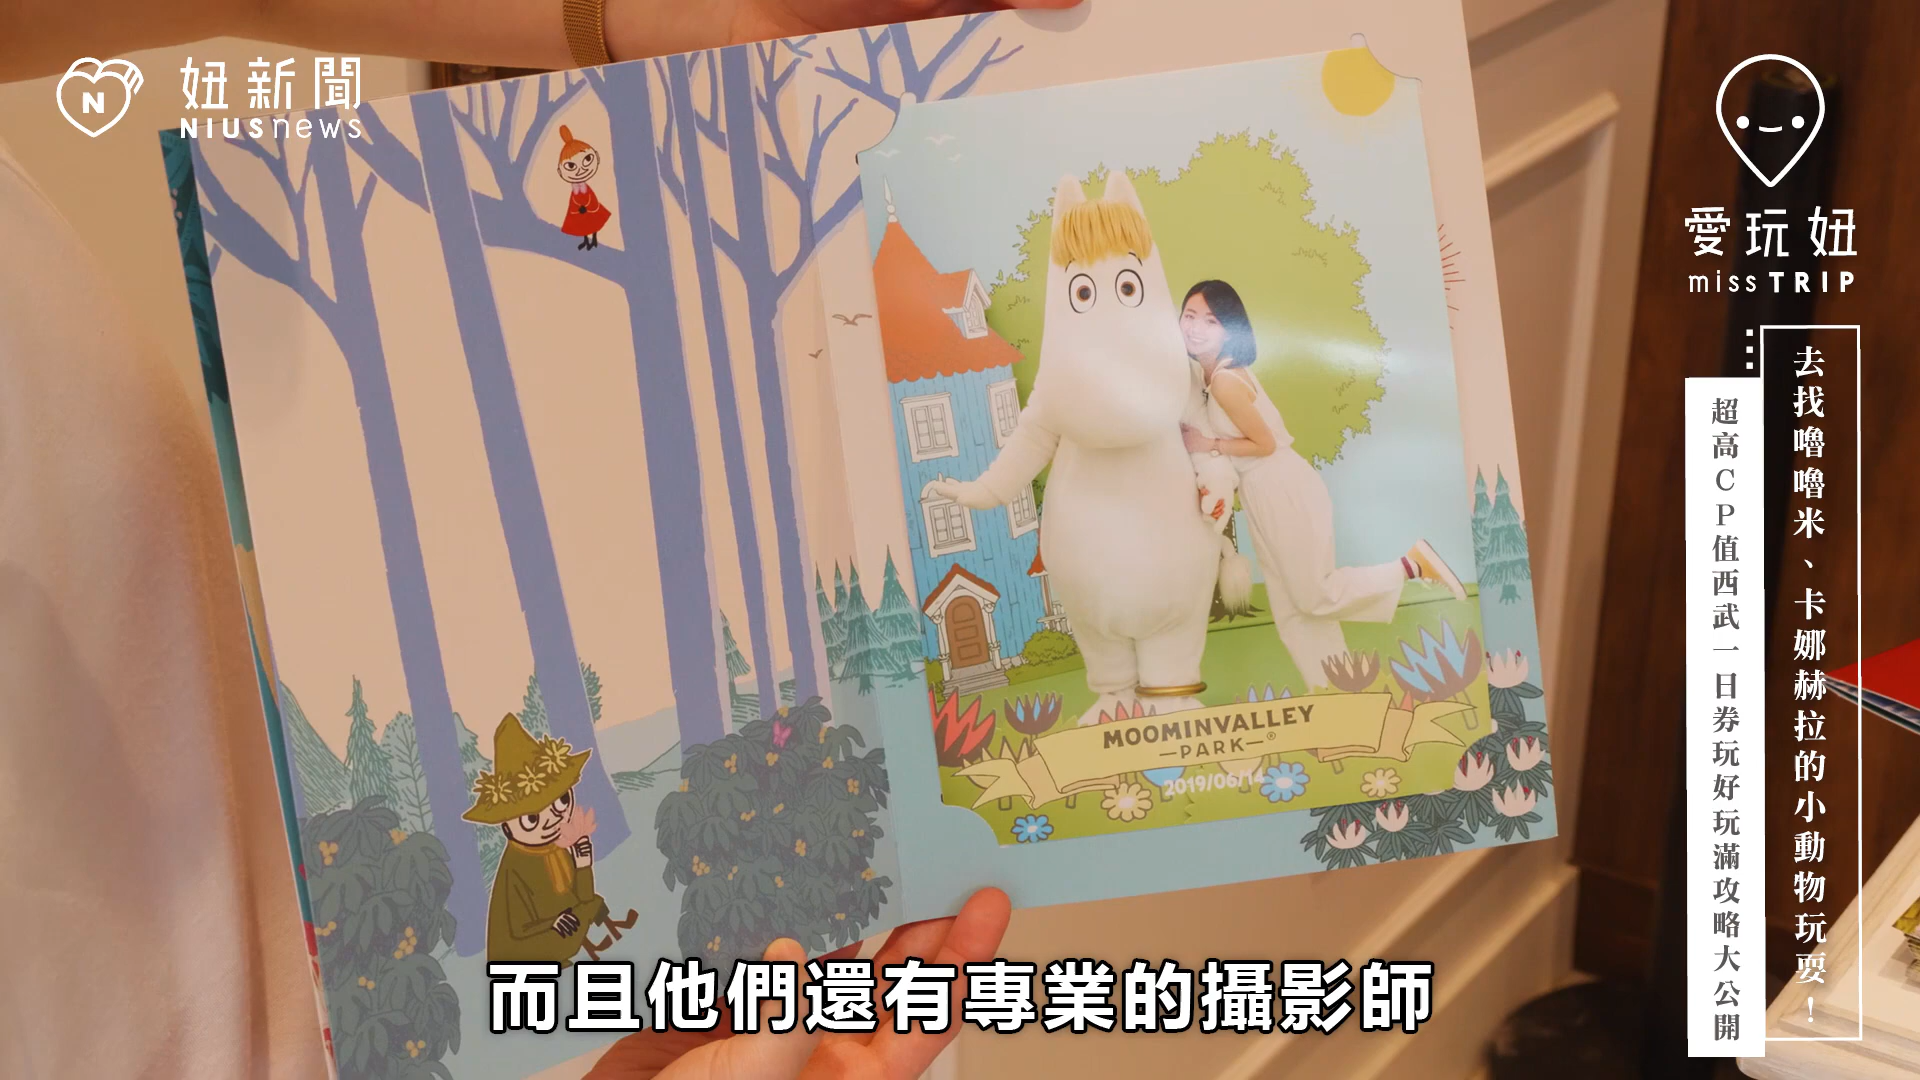 N
妞新聞
NIUSnews
愛玩妞
missTRIP
去找嚕嚕米、卡娜赫拉的小動物玩耍！
超高CP值西武一日券玩好玩滿攻略大公開
MOOMINVALLEY
—PARK—®
2019/06/14
而且他們還有專業的攝影師